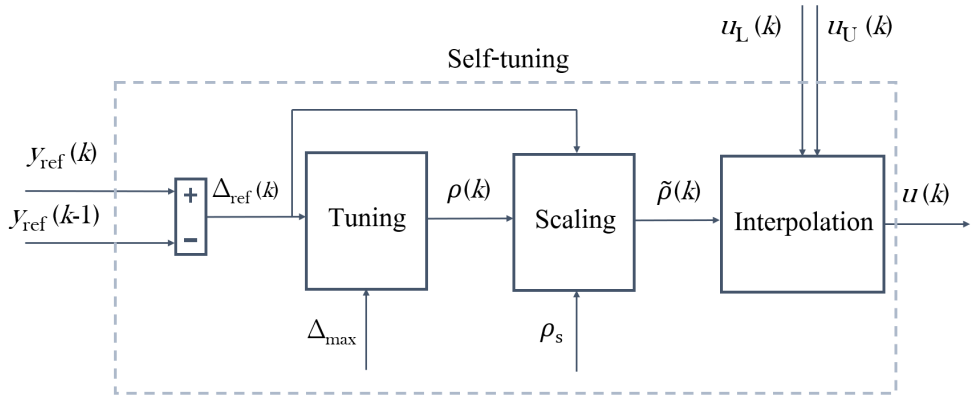 u_L(k) u_U(k)
Self-tuning
y_ref(k)
y_ref(k-1)
+
−
Δ_ref(k)
Tuning
ρ(k)
Scaling
ρ̃(k)
Interpolation
u(k)
Δ_max
ρ_s